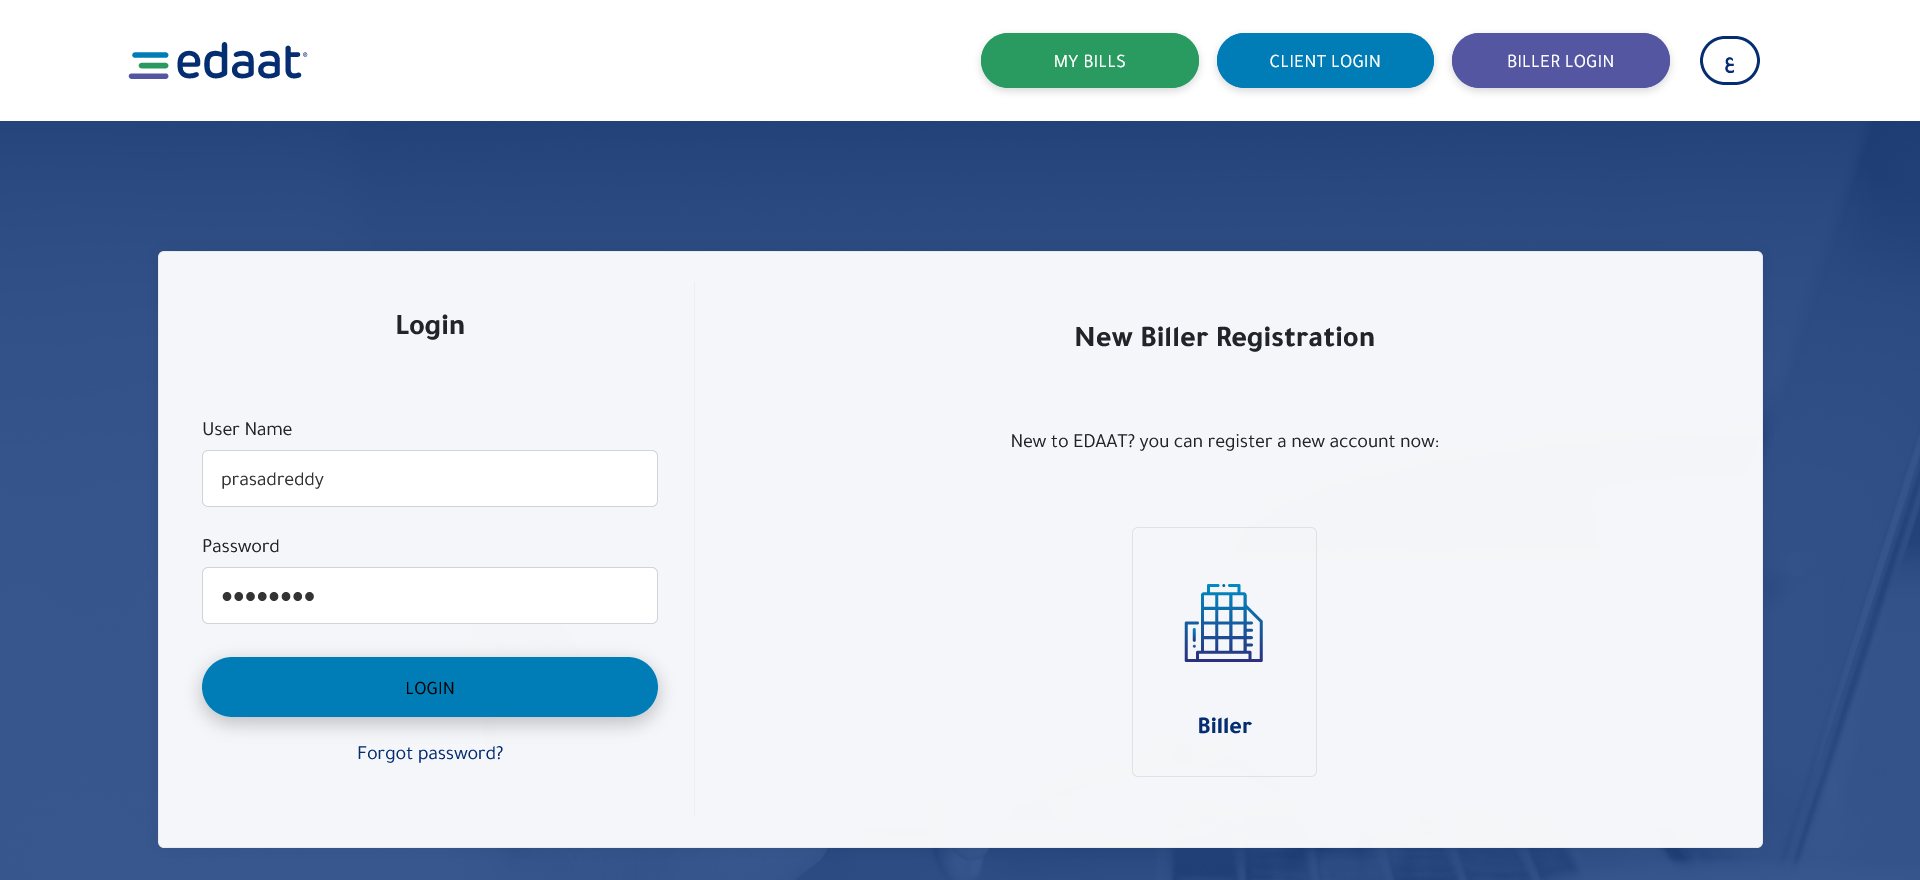 edaat
MY BILLS
CLIENT LOGIN
BILLER LOGIN
ع
Login
User Name
prasadreddy
Password
••••••••
LOGIN
Forgot password?
New Biller Registration
New to EDAAT? you can register a new account now:
Biller